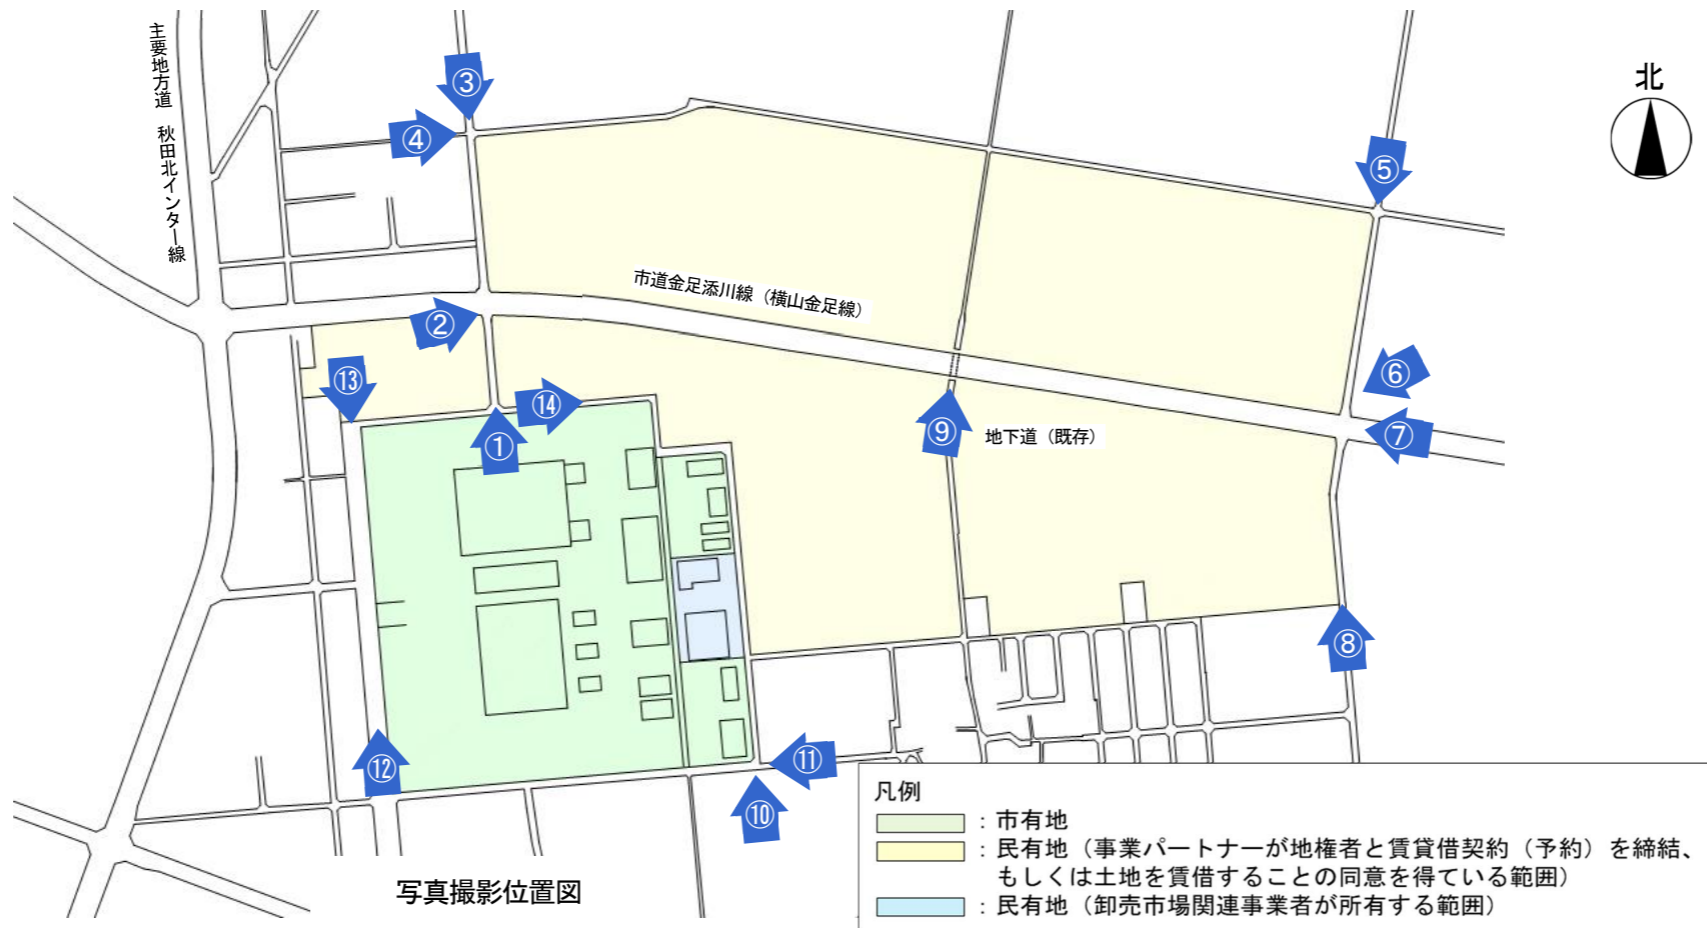 主要地方道　秋田北インター線
北
③
④
⑤
市道金足添川線（横山金足線）
②
⑥
⑬
⑭
①
⑨
地下道（既存）
⑦
⑧
⑫
⑪
⑩
写真撮影位置図
凡例
：市有地
：民有地（事業パートナーが地権者と賃貸借契約（予約）を締結、
もしくは土地を賃借することの同意を得ている範囲）
：民有地（卸売市場関連事業者が所有する範囲）